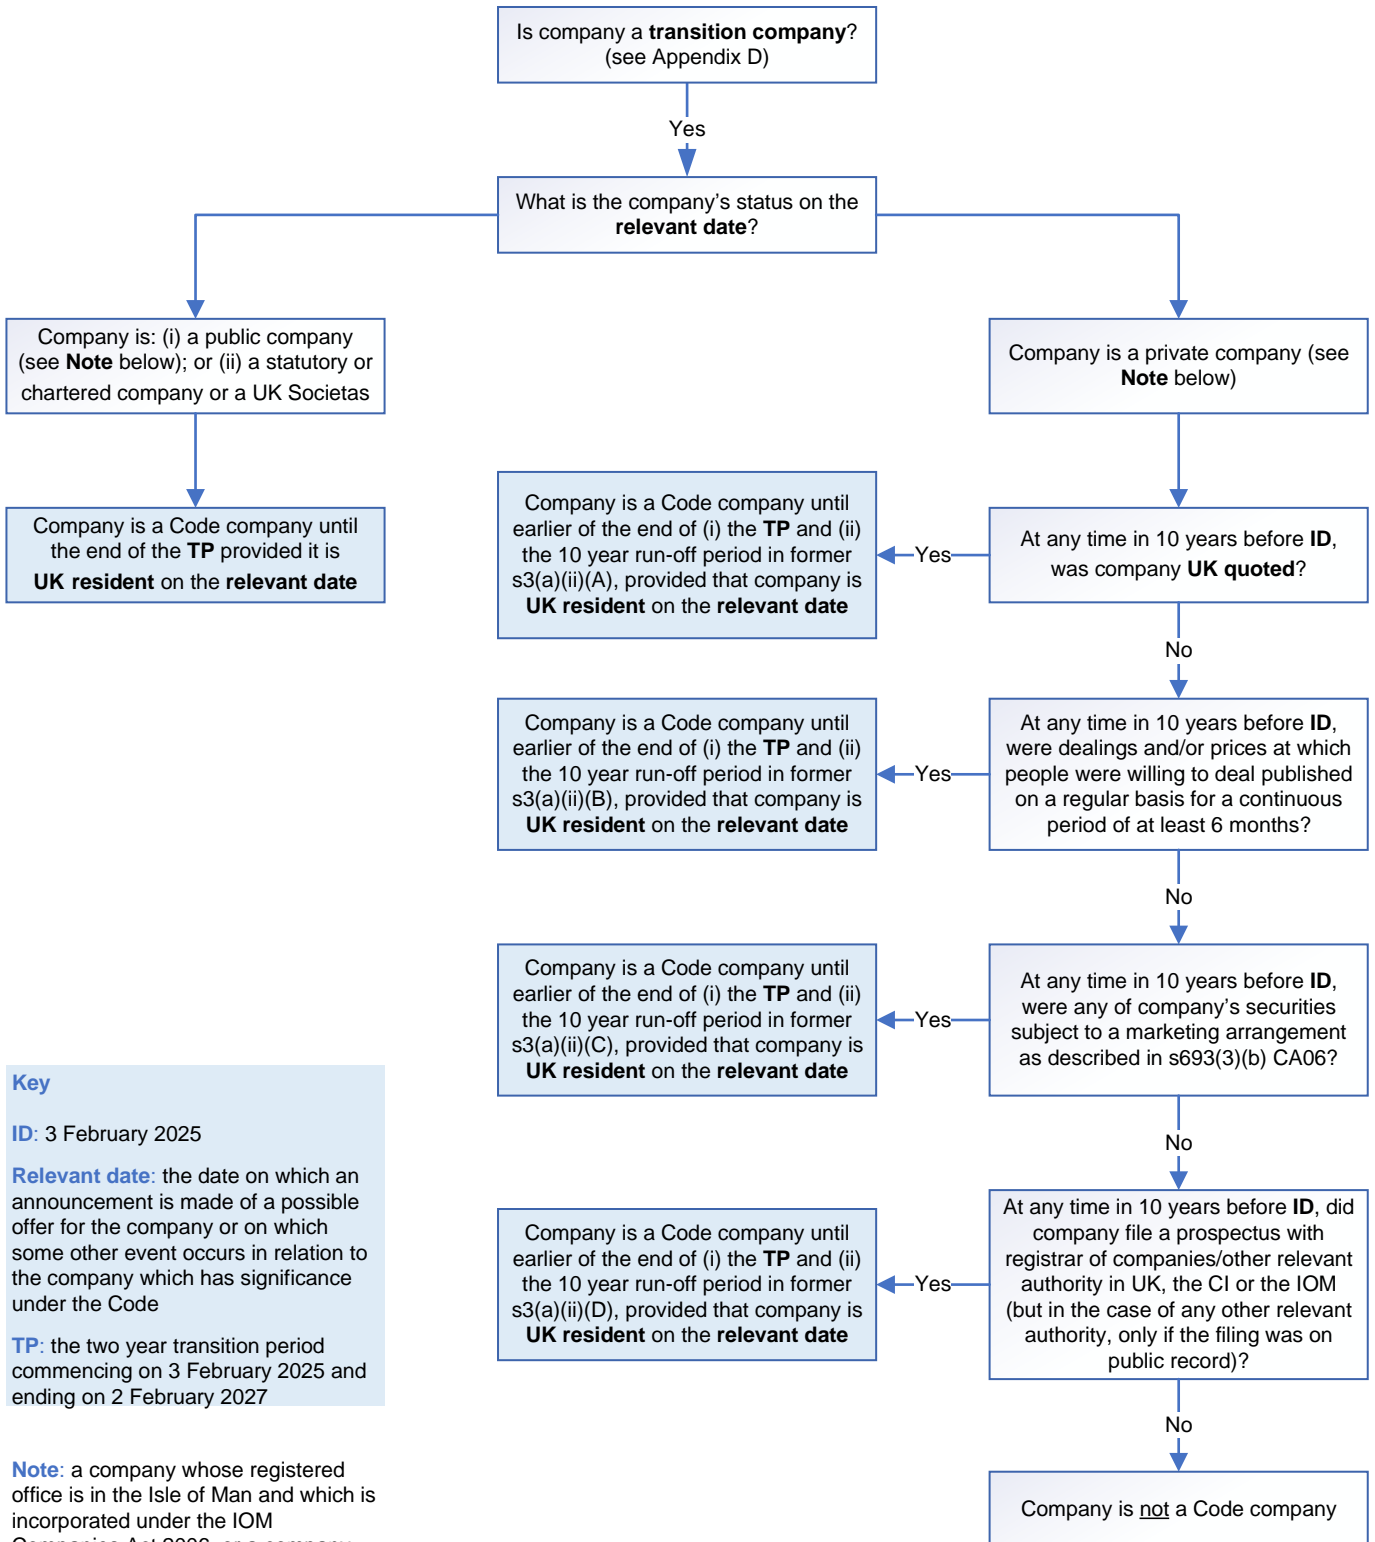 Is company a transition company?
(see Appendix D)
Yes
What is the company’s status on the
relevant date?
Company is: (i) a public company
(see Note below); or (ii) a statutory or
chartered company or a UK Societas
Company is a private company (see
Note below)
Company is a Code company until
the end of the TP provided it is
UK resident on the relevant date
Company is a Code company until
earlier of the end of (i) the TP and (ii)
the 10 year run-off period in former
s3(a)(ii)(A), provided that company is
UK resident on the relevant date
Yes
At any time in 10 years before ID,
was company UK quoted?
No
Company is a Code company until
earlier of the end of (i) the TP and (ii)
the 10 year run-off period in former
s3(a)(ii)(B), provided that company is
UK resident on the relevant date
Yes
At any time in 10 years before ID,
were dealings and/or prices at which
people were willing to deal published
on a regular basis for a continuous
period of at least 6 months?
No
Company is a Code company until
earlier of the end of (i) the TP and (ii)
the 10 year run-off period in former
s3(a)(ii)(C), provided that company is
UK resident on the relevant date
Yes
At any time in 10 years before ID,
were any of company’s securities
subject to a marketing arrangement
as described in s693(3)(b) CA06?
No
Company is a Code company until
earlier of the end of (i) the TP and (ii)
the 10 year run-off period in former
s3(a)(ii)(D), provided that company is
UK resident on the relevant date
Yes
At any time in 10 years before ID, did
company file a prospectus with
registrar of companies/other relevant
authority in UK, the CI or the IOM
(but in the case of any other relevant
authority, only if the filing was on
public record)?
No
Company is not a Code company
Key
ID: 3 February 2025
Relevant date: the date on which an
announcement is made of a possible
offer for the company or on which
some other event occurs in relation to
the company which has significance
under the Code
TP: the two year transition period
commencing on 3 February 2025 and
ending on 2 February 2027
Note: a company whose registered
office is in the Isle of Man and which is
incorporated under the IOM